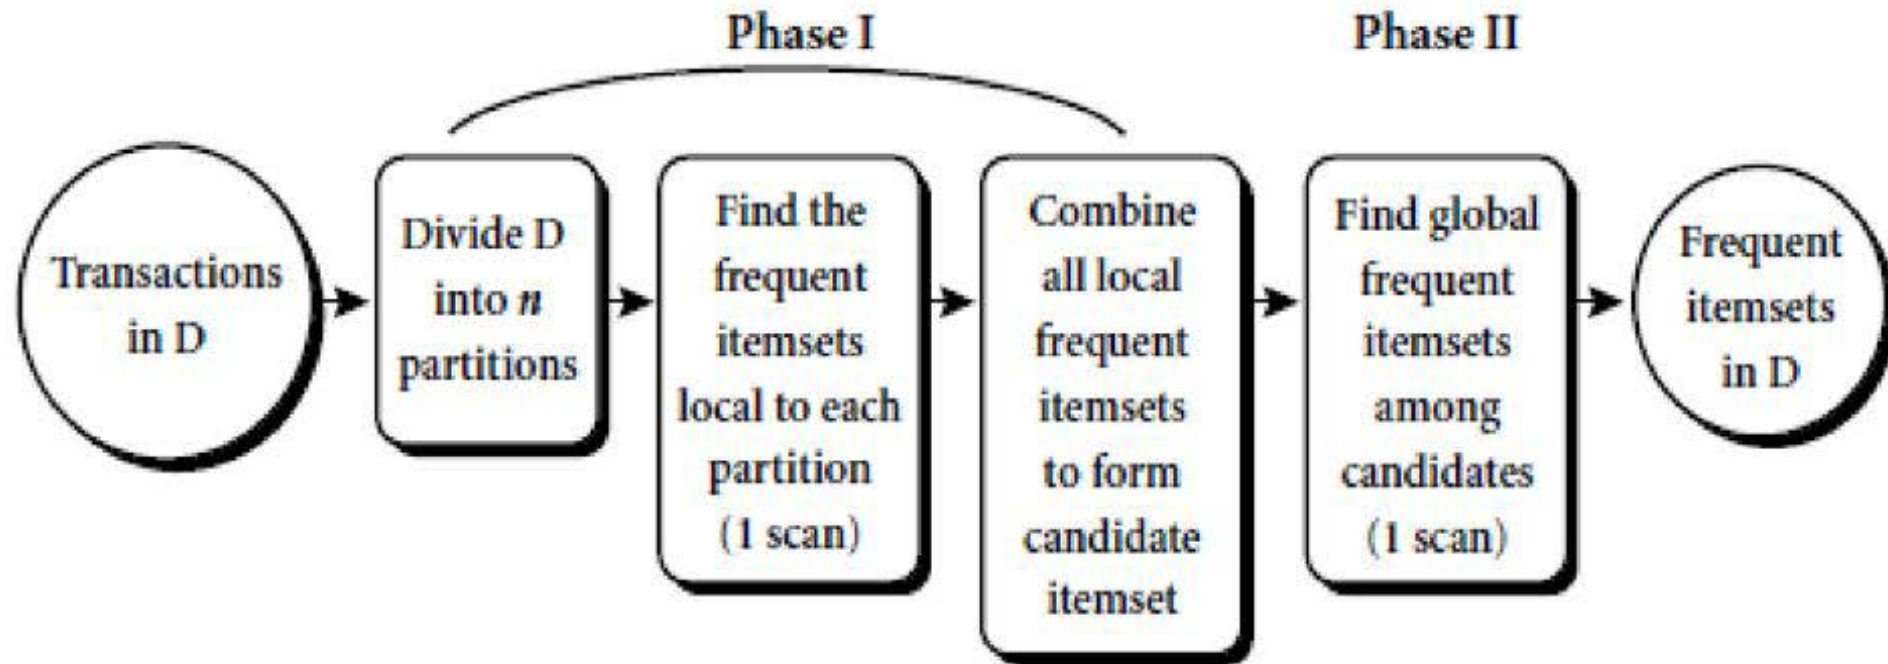 Phase I
Phase II
Transactions
in D
Divide D
into n
partitions
Find the
frequent
itemsets
local to each
partition
(1 scan)
Combine
all local
frequent
itemsets
to form
candidate
itemset
Find global
frequent
itemsets
among
candidates
(1 scan)
Frequent
itemsets
in D